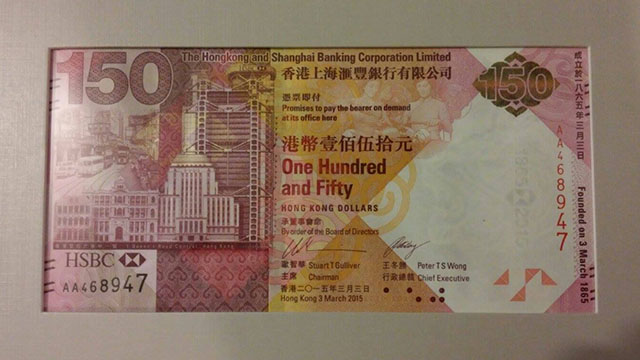 150
The Hongkong and Shanghai Banking Corporation Limited
香港上海滙豐銀行有限公司
憑票即付
Promises to pay the bearer on demand
at its office here
港幣壹佰伍拾元
One Hundred
and Fifty
HONG KONG DOLLARS
承董事會命
By order of the Board of Directors
歐智華 Stuart T Gulliver 王冬勝 Peter T S Wong
主席 Chairman 行政總裁 Chief Executive
香港二〇一五年三月三日
Hong Kong 3 March 2015
HSBC
AA468947
150
成立於一八六五年三月三日
AA468947
Founded on 3 March 1865